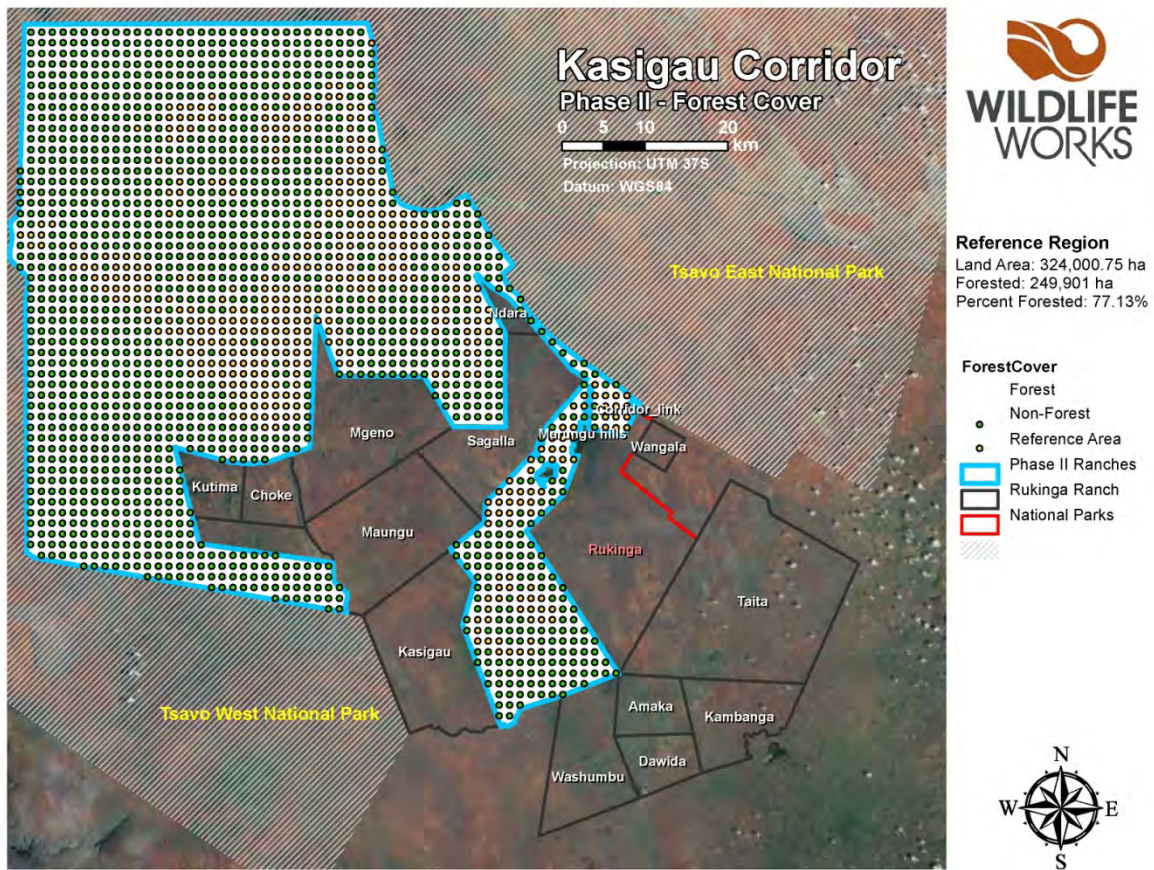 Kasigau Corridor
Phase II - Forest Cover
0 5 10 20
km
Projection: UTM 37S
Datum: WGS84
WILDLIFE
WORKS
Reference Region
Land Area: 324,000.75 ha
Forested: 249,901 ha
Percent Forested: 77.13%
Tsavo East National Park
Ndara
ForestCover
Forest
Non-Forest
Reference Area
Phase II Ranches
Rukinga Ranch
National Parks
Corridor_link
Mgeno
Marungu hills
Sagalla
Wangala
Kutima
Choke
Maungu
Rukinga
Taita
Kasigau
Tsavo West National Park
Amaka
Kambanga
Dawida
Washumbu
N
W
E
S